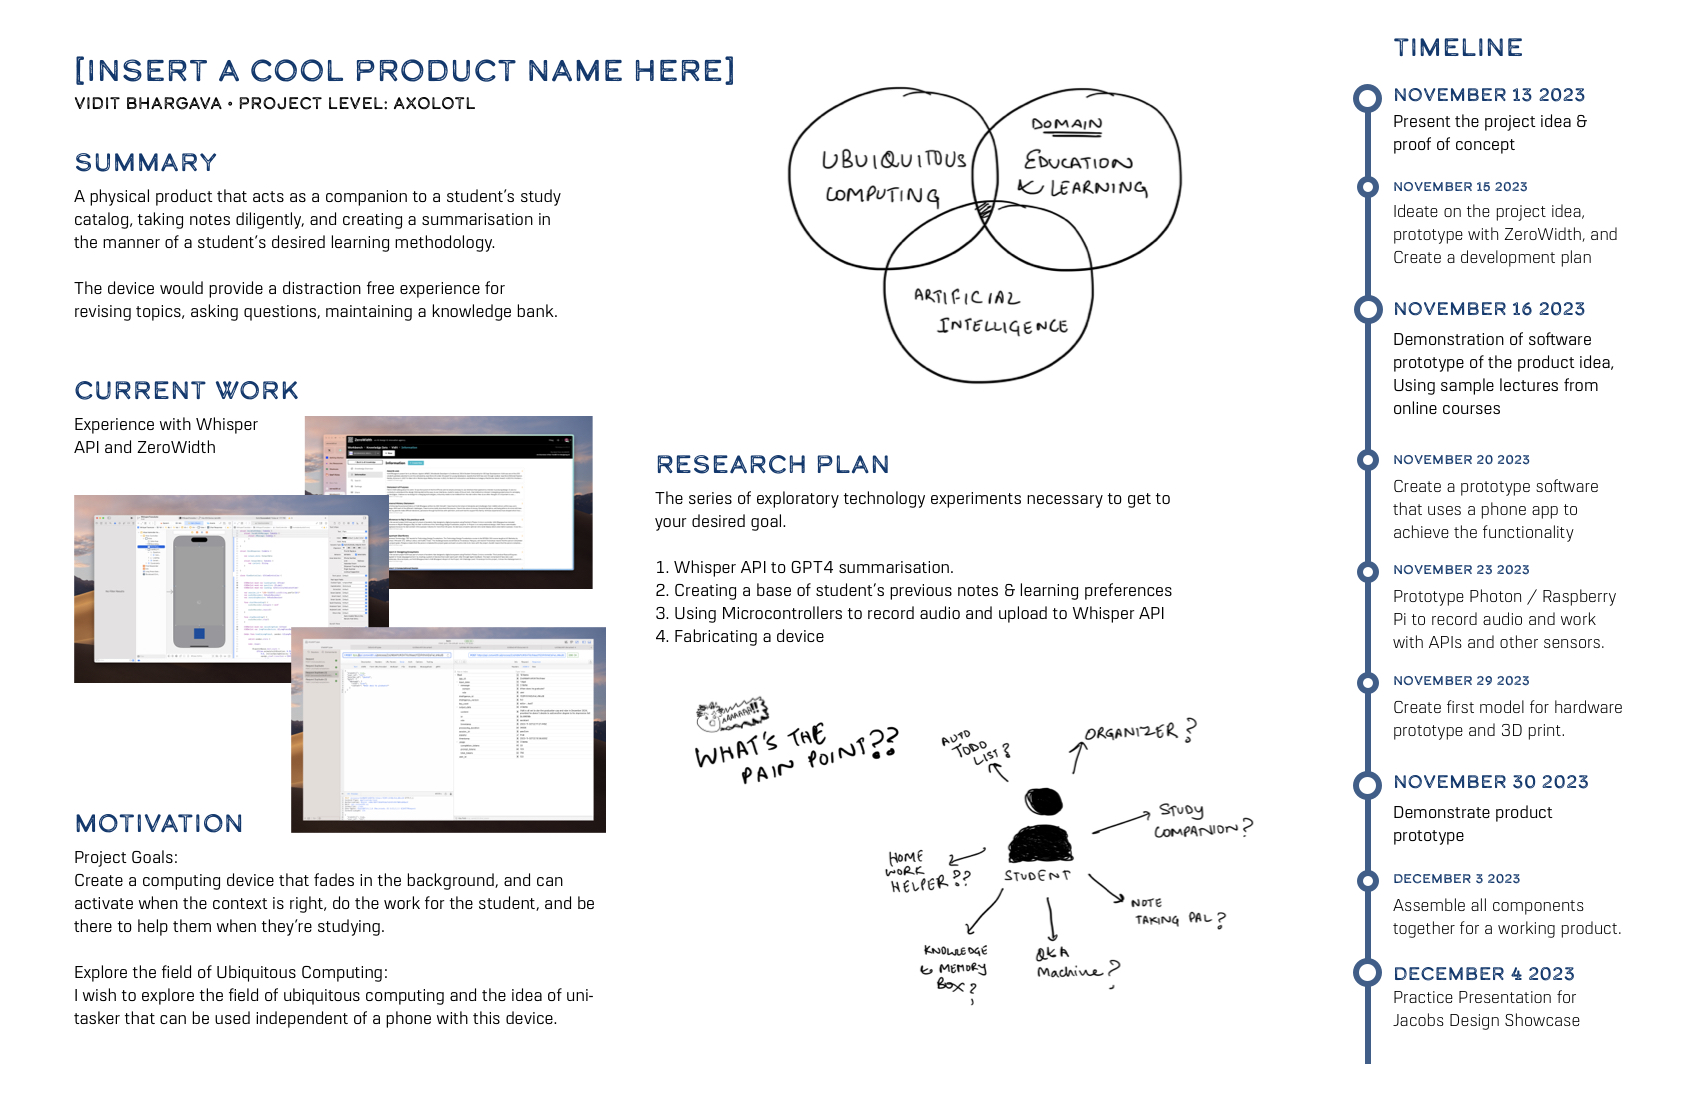 [INSERT A COOL PRODUCT NAME HERE]
VIDIT BHARGAVA • PROJECT LEVEL: AXOLOTL
SUMMARY
A physical product that acts as a companion to a student's study
catalog, taking notes diligently, and creating a summarisation in
the manner of a student's desired learning methodology.
The device would provide a distraction free experience for
revising topics, asking questions, maintaining a knowledge bank.
CURRENT WORK
Experience with Whisper
API and ZeroWidth
MOTIVATION
Project Goals:
Create a computing device that fades in the background, and can
activate when the context is right, do the work for the student, and be
there to help them when they're studying.
Explore the field of Ubiquitous Computing:
I wish to explore the field of ubiquitous computing and the idea of uni-
tasker that can be used independent of a phone with this device.
UBUIQUITOUS
COMPUTING
DOMAIN
EDUCATION
& LEARNING
ARTIFICIAL
INTELLIGENCE
RESEARCH PLAN
The series of exploratory technology experiments necessary to get to
your desired goal.
1. Whisper API to GPT4 summarisation.
2. Creating a base of student's previous notes & learning preferences
3. Using Microcontrollers to record audio and upload to Whisper API
4. Fabricating a device
WHAT'S THE
PAIN POINT??
AUTO
TODO
LIST?
ORGANIZER?
STUDY
COMPANION?
HOME
WORK
HELPER??
STUDENT
NOTE
TAKING PAL?
KNOWLEDGE
& MEMORY
BOX?
Q&A
Machine?
TIMELINE
NOVEMBER 13 2023
Present the project idea &
proof of concept
NOVEMBER 15 2023
Ideate on the project idea,
prototype with ZeroWidth, and
Create a development plan
NOVEMBER 16 2023
Demonstration of software
prototype of the product idea,
Using sample lectures from
online courses
NOVEMBER 20 2023
Create a prototype software
that uses a phone app to
achieve the functionality
NOVEMBER 23 2023
Prototype Photon / Raspberry
Pi to record audio and work
with APIs and other sensors.
NOVEMBER 29 2023
Create first model for hardware
prototype and 3D print.
NOVEMBER 30 2023
Demonstrate product
prototype
DECEMBER 3 2023
Assemble all components
together for a working product.
DECEMBER 4 2023
Practice Presentation for
Jacobs Design Showcase